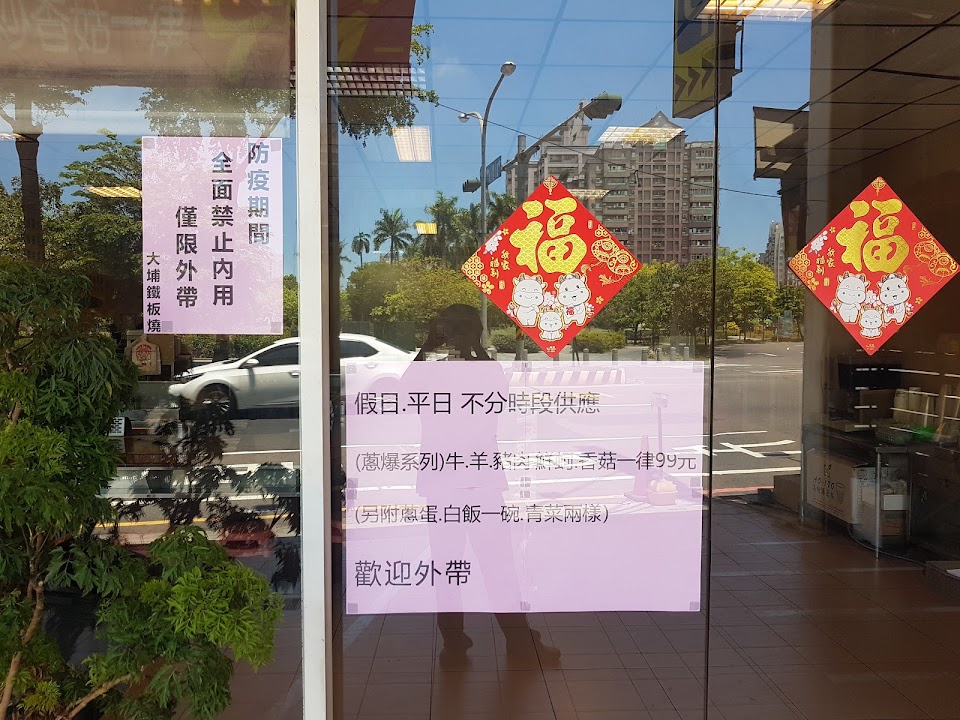 防疫期間
全面禁止內用
僅限外帶
大埔鐵板燒
假日.平日 不分時段供應
(蔥爆系列)牛.羊.豬肉.鮮蚵.香菇一律99元
(另附蔥蛋.白飯一碗.青菜兩樣)
歡迎外帶
福
福